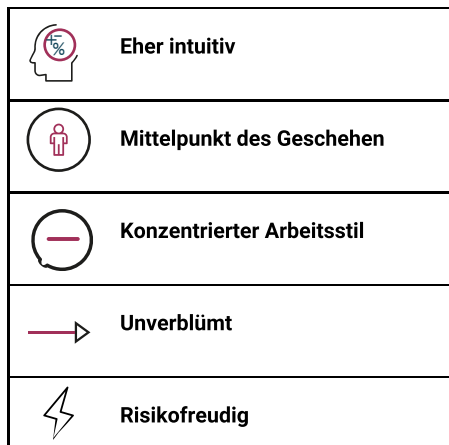 Eher intuitiv
Mittelpunkt des Geschehen
Konzentrierter Arbeitsstil
Unverblümt
Risikofreudig